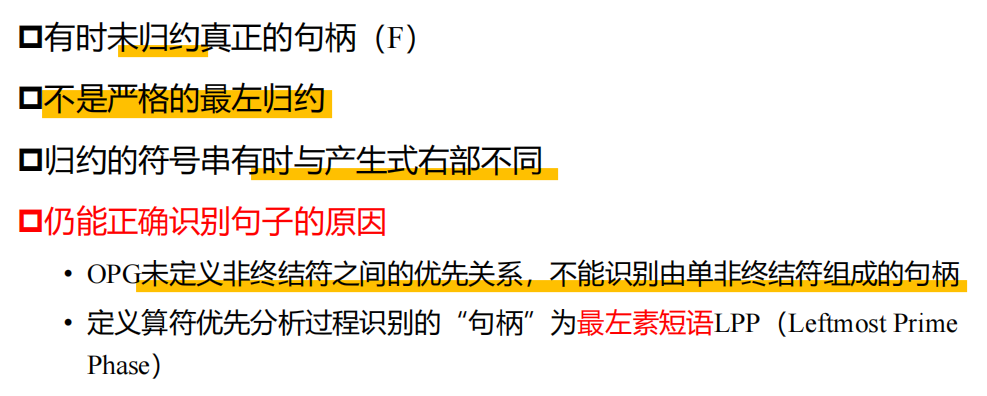 有时未归约真正的句柄（F）
不是严格的最左归约
归约的符号串有时与产生式右部不同
仍能正确识别句子的原因
• OPG未定义非终结符之间的优先关系，不能识别由单非终结符组成的句柄
• 定义算符优先分析过程识别的“句柄”为最左素短语LPP（Leftmost Prime
Phase）